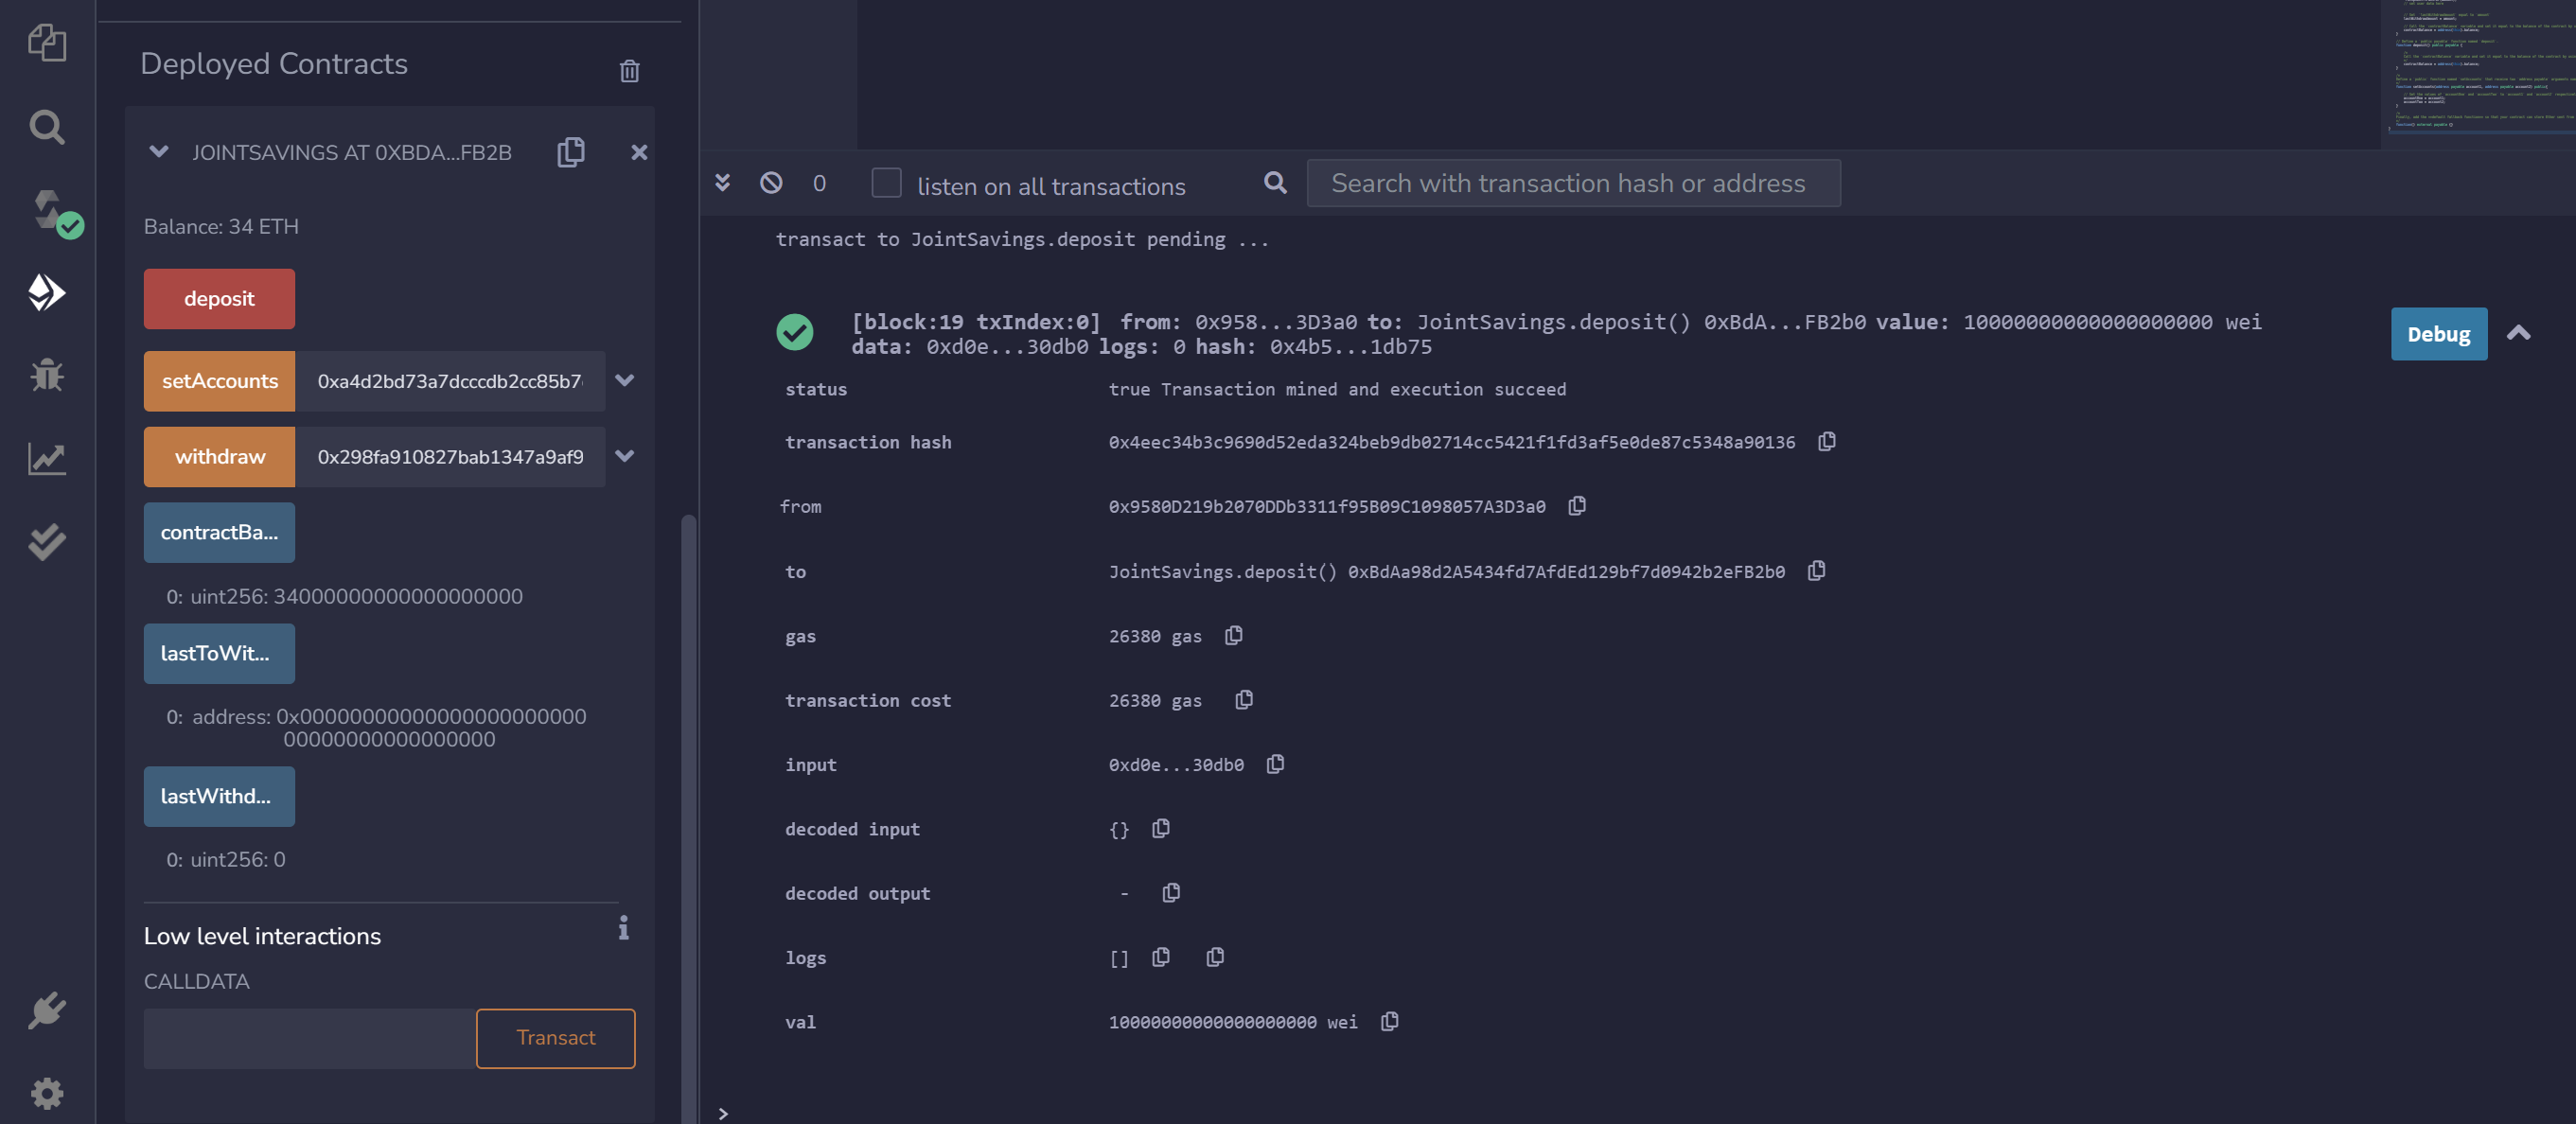 Deployed Contracts
JOINTSAVINGS AT 0XBDA...FB2B
Balance: 34 ETH
deposit
setAccounts 0xa4d2bd73a7dcccdb2cc85b7
withdraw 0x298fa910827bab1347a9af9
contractBa...
0: uint256: 34000000000000000000
lastToWit...
0: address: 0x00000000000000000000000
00000000000000000
lastWithd...
0: uint256: 0
Low level interactions
CALLDATA
Transact
0 listen on all transactions Search with transaction hash or address
transact to JointSavings.deposit pending ...
[block:19 txIndex:0] from: 0x958...3D3a0 to: JointSavings.deposit() 0xBdA...FB2b0 value: 10000000000000000000 wei
data: 0xd0e...30db0 logs: 0 hash: 0x4b5...1db75
Debug
status true Transaction mined and execution succeed
transaction hash 0x4eec34b3c9690d52eda324beb9db02714cc5421f1fd3af5e0de87c5348a90136
from 0x9580D219b2070DDb3311f95B09C1098057A3D3a0
to JointSavings.deposit() 0xBdAa98d2A5434fd7AfdEd129bf7d0942b2eFB2b0
gas 26380 gas
transaction cost 26380 gas
input 0xd0e...30db0
decoded input {}
decoded output -
logs []
val 10000000000000000000 wei
>